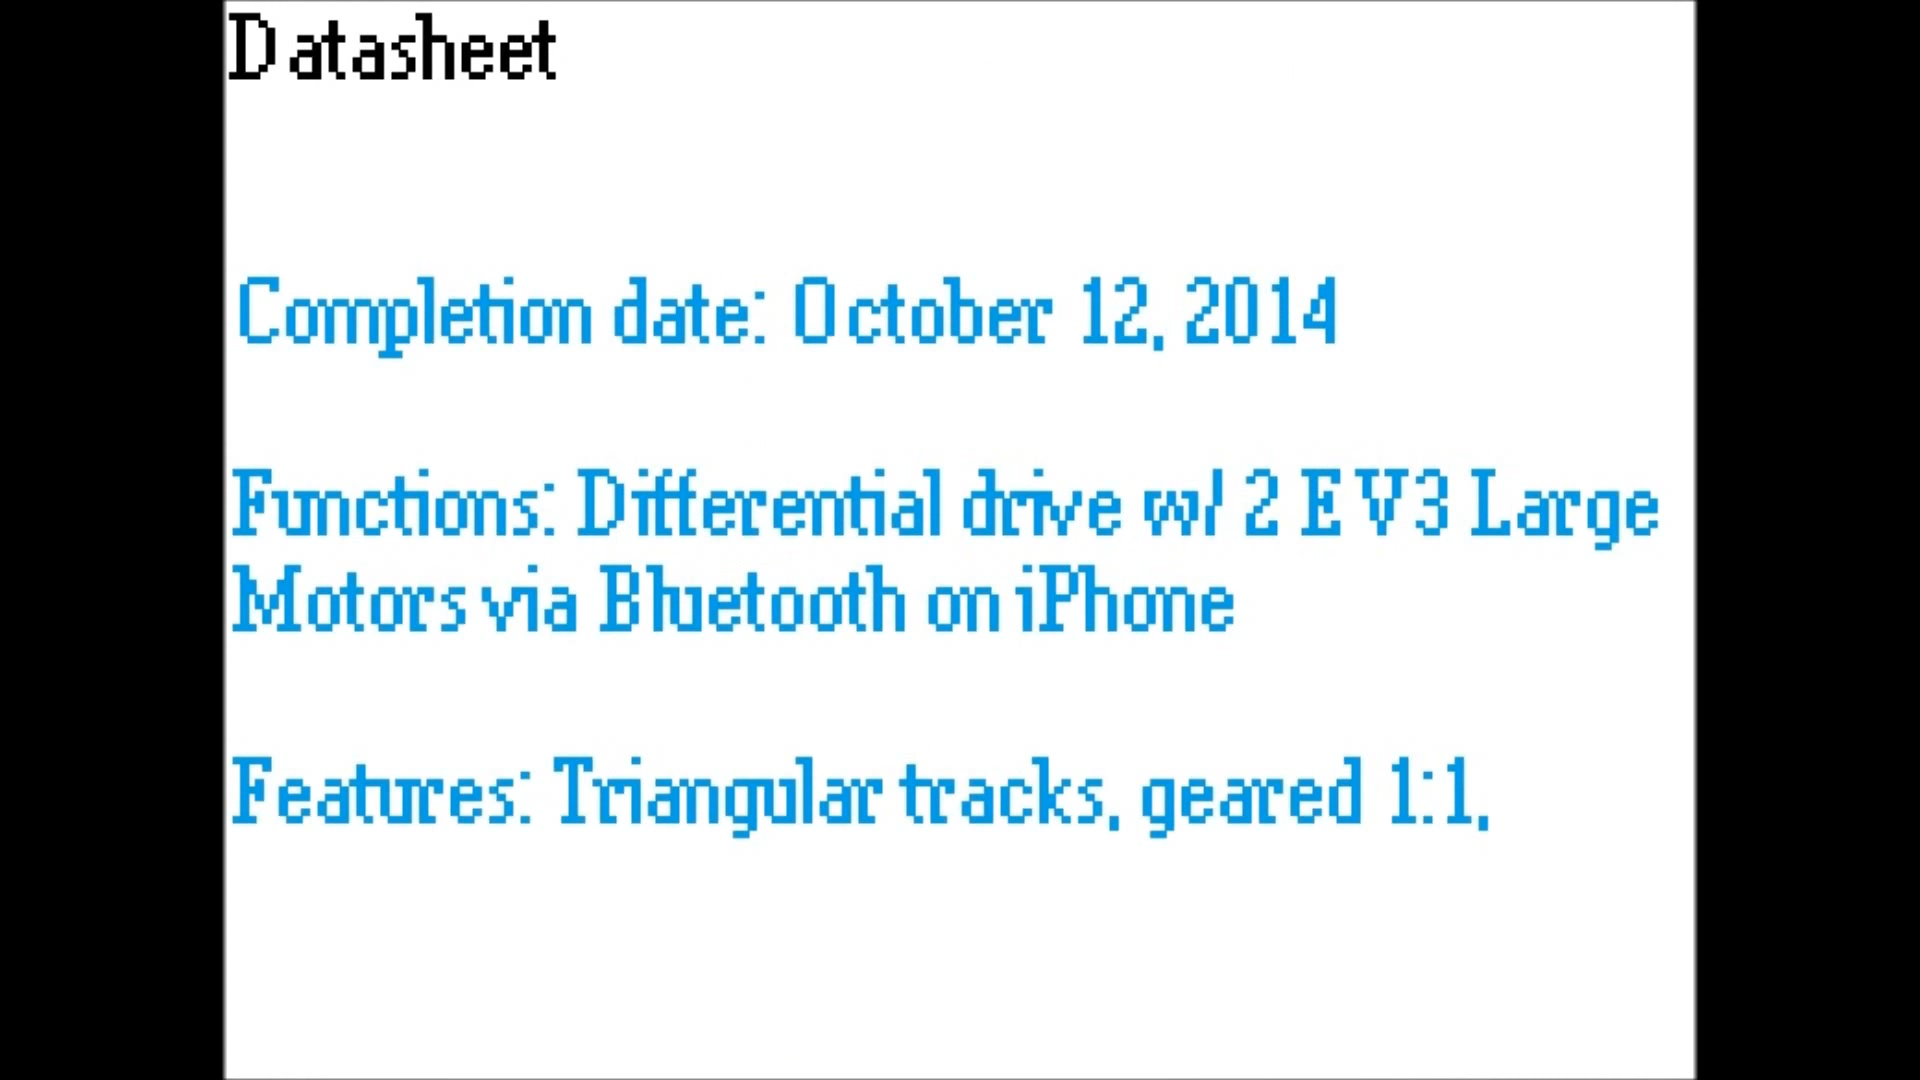 Datasheet
Completion date: October 12, 2014
Functions: Differential drive w/ 2 EV3 Large
Motors via Bluetooth on iPhone
Features: Triangular tracks, geared 1:1,